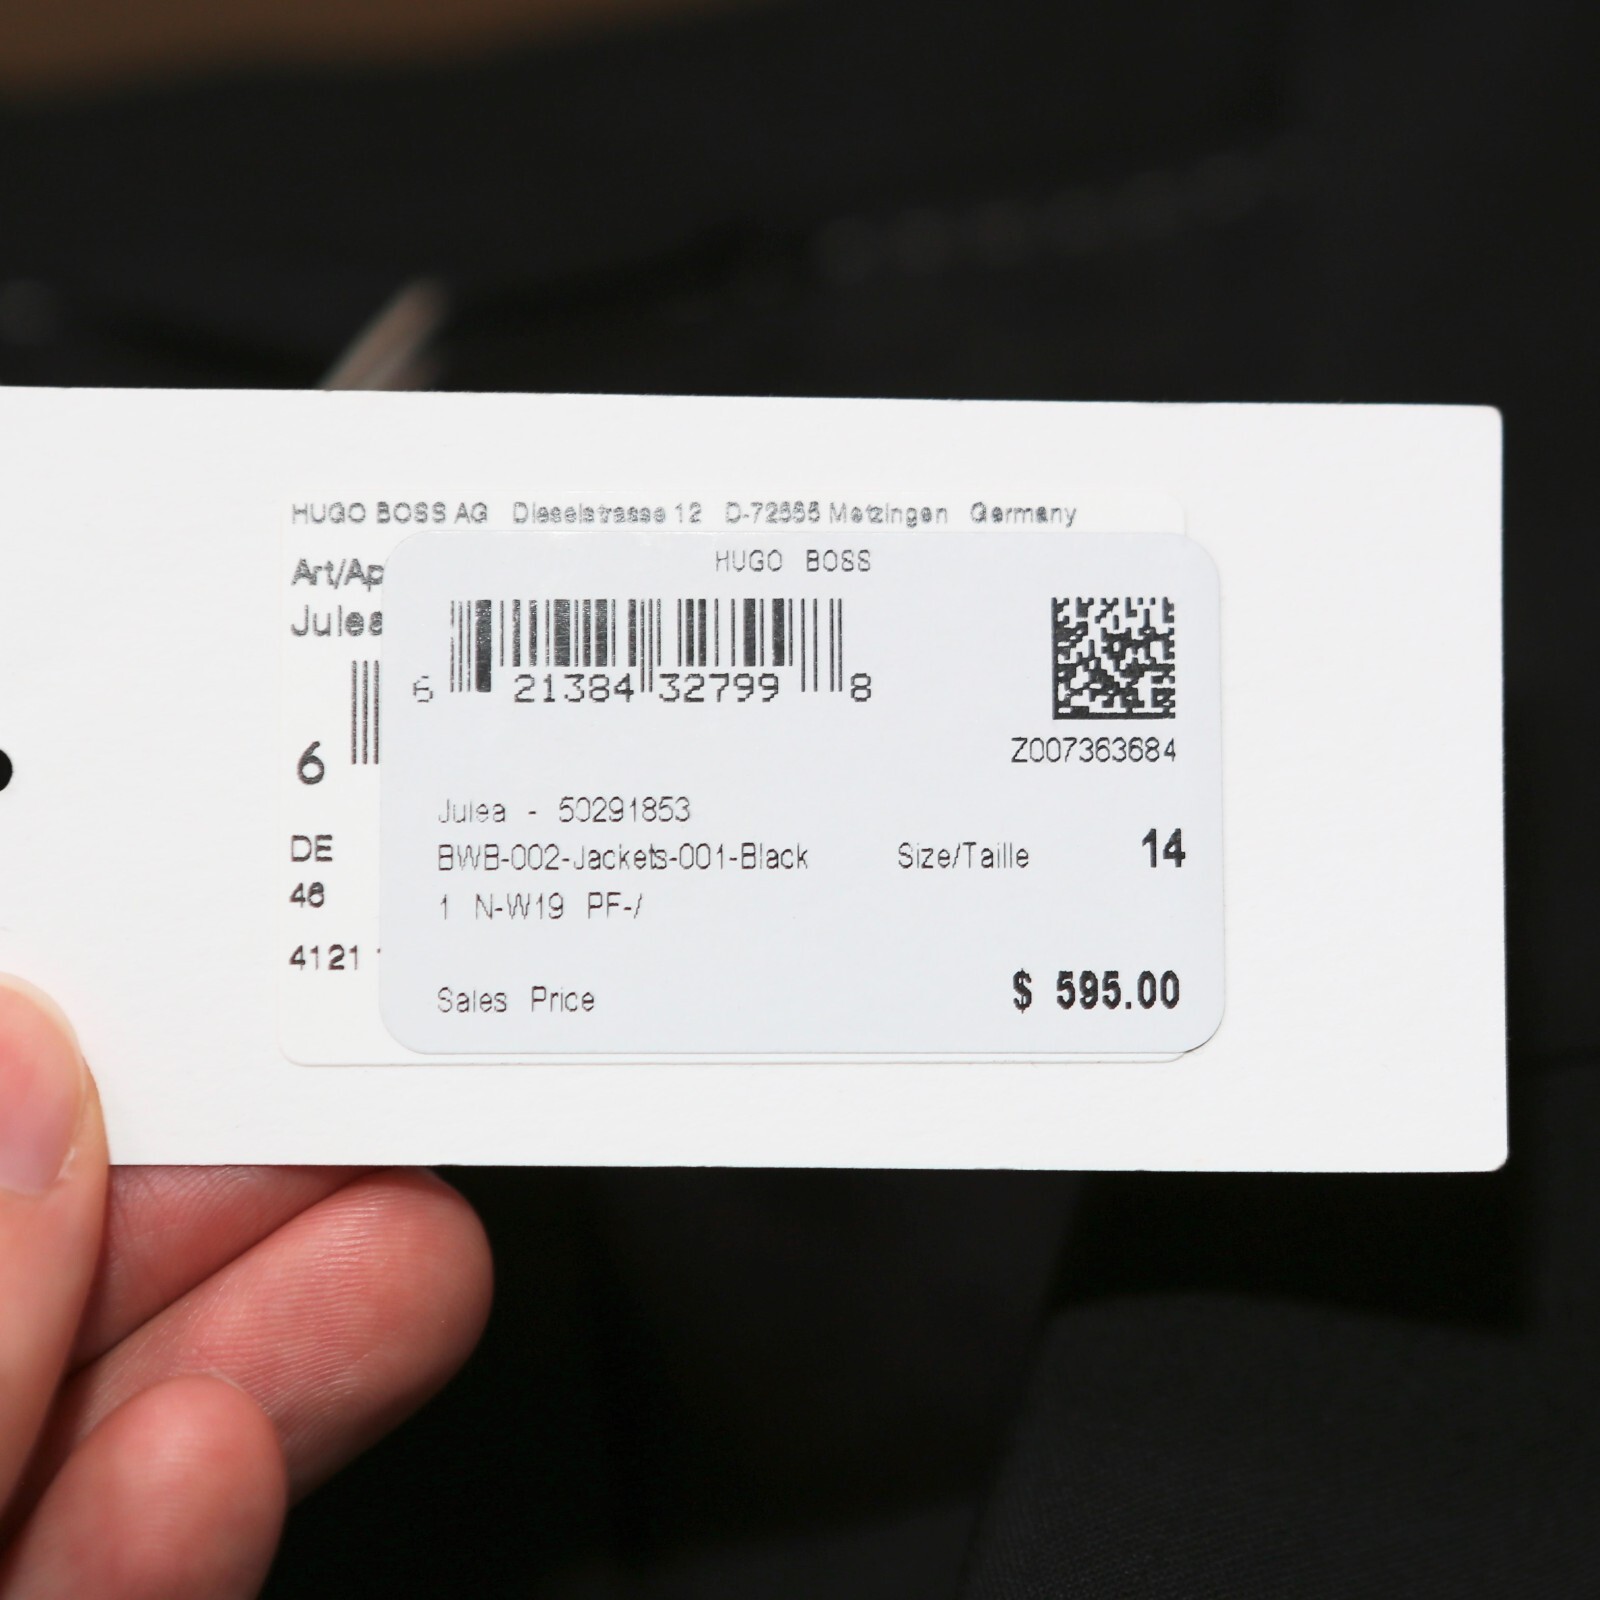 HUGO BOSS AG Dieselstrasse 12 D-72555 Metzingen Germany
Art/Ap
Julea
6
DE
46
4121
HUGO BOSS
6 21384 32799 8
Z007363684
Julea - 50291853
BWB-002-Jackets-001-Black
Size/Taille 14
1 N-W19 PF-/
Sales Price $ 595.00